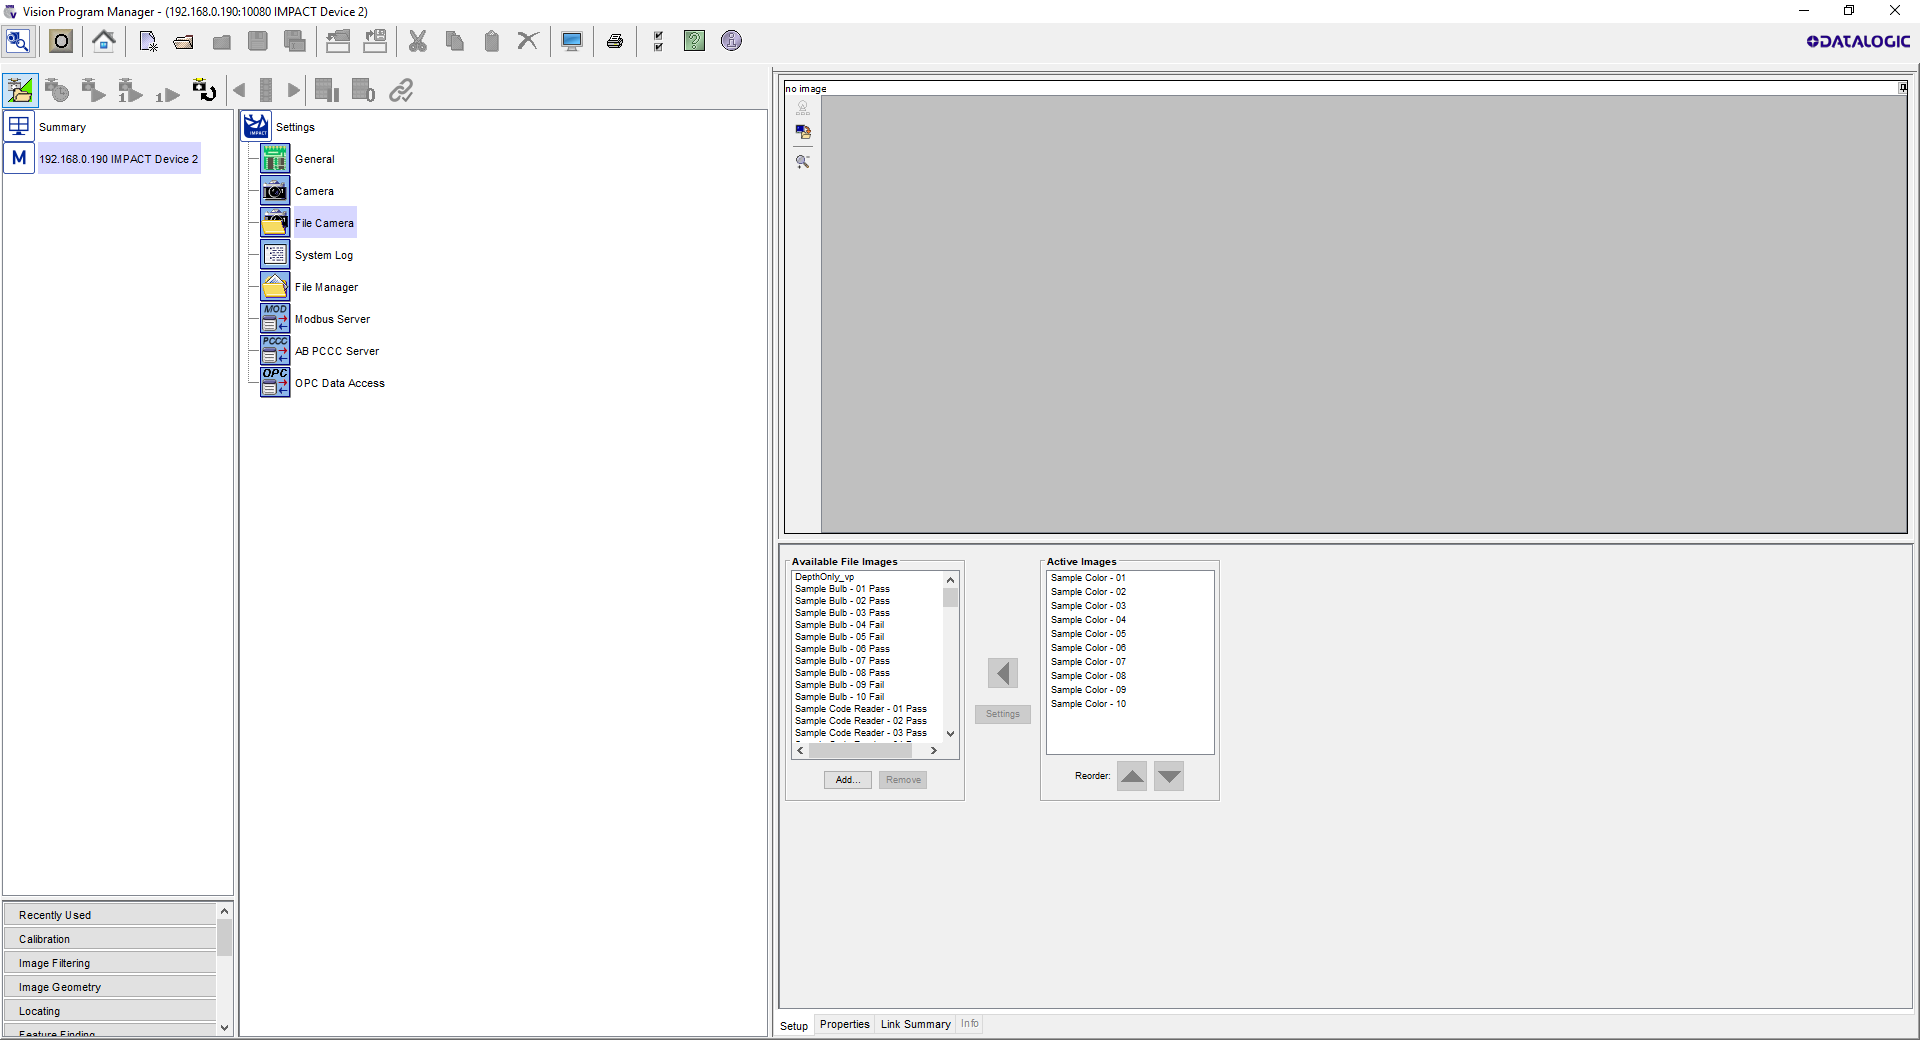 Vision Program Manager - (192.168.0.190:10080 IMPACT Device 2)
O
DATALOGIC
1
1
Summary
M
192.168.0.190 IMPACT Device 2
IMPACT
Settings
General
Camera
File Camera
System Log
File Manager
MOD
Modbus Server
PCCC
AB PCCC Server
OPC
OPC Data Access
Recently Used
Calibration
Image Filtering
Image Geometry
Locating
Feature Finding
no image
Available File Images
DepthOnly_vp
Sample Bulb - 01 Pass
Sample Bulb - 02 Pass
Sample Bulb - 03 Pass
Sample Bulb - 04 Fail
Sample Bulb - 05 Fail
Sample Bulb - 06 Pass
Sample Bulb - 07 Pass
Sample Bulb - 08 Pass
Sample Bulb - 09 Fail
Sample Bulb - 10 Fail
Sample Code Reader - 01 Pass
Sample Code Reader - 02 Pass
Sample Code Reader - 03 Pass
Add...
Remove
Settings
Active Images
Sample Color - 01
Sample Color - 02
Sample Color - 03
Sample Color - 04
Sample Color - 05
Sample Color - 06
Sample Color - 07
Sample Color - 08
Sample Color - 09
Sample Color - 10
Reorder:
Setup
Properties
Link Summary
Info